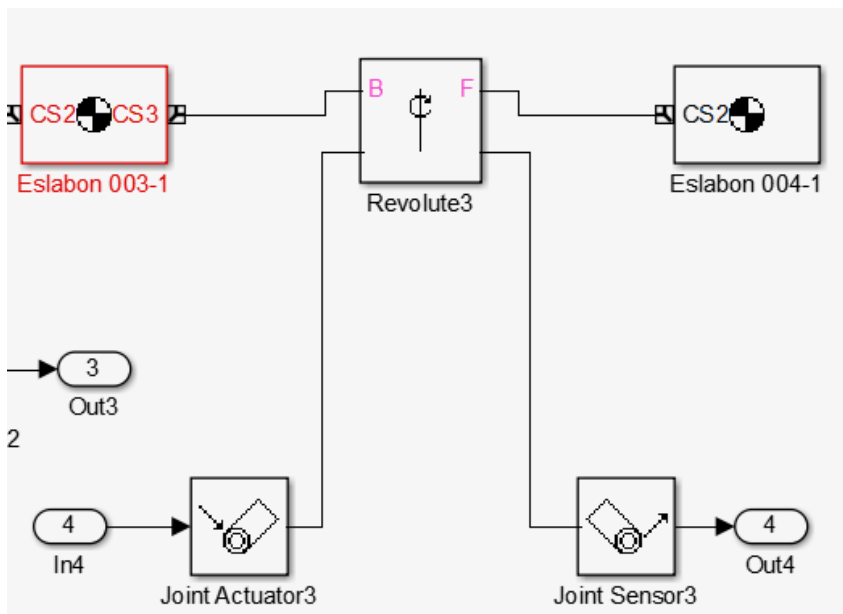 B F
CS2 CS3
CS2
Eslabon 003-1
Eslabon 004-1
Revolute3
3
Out3
2
4
In4
Joint Actuator3
Joint Sensor3
4
Out4